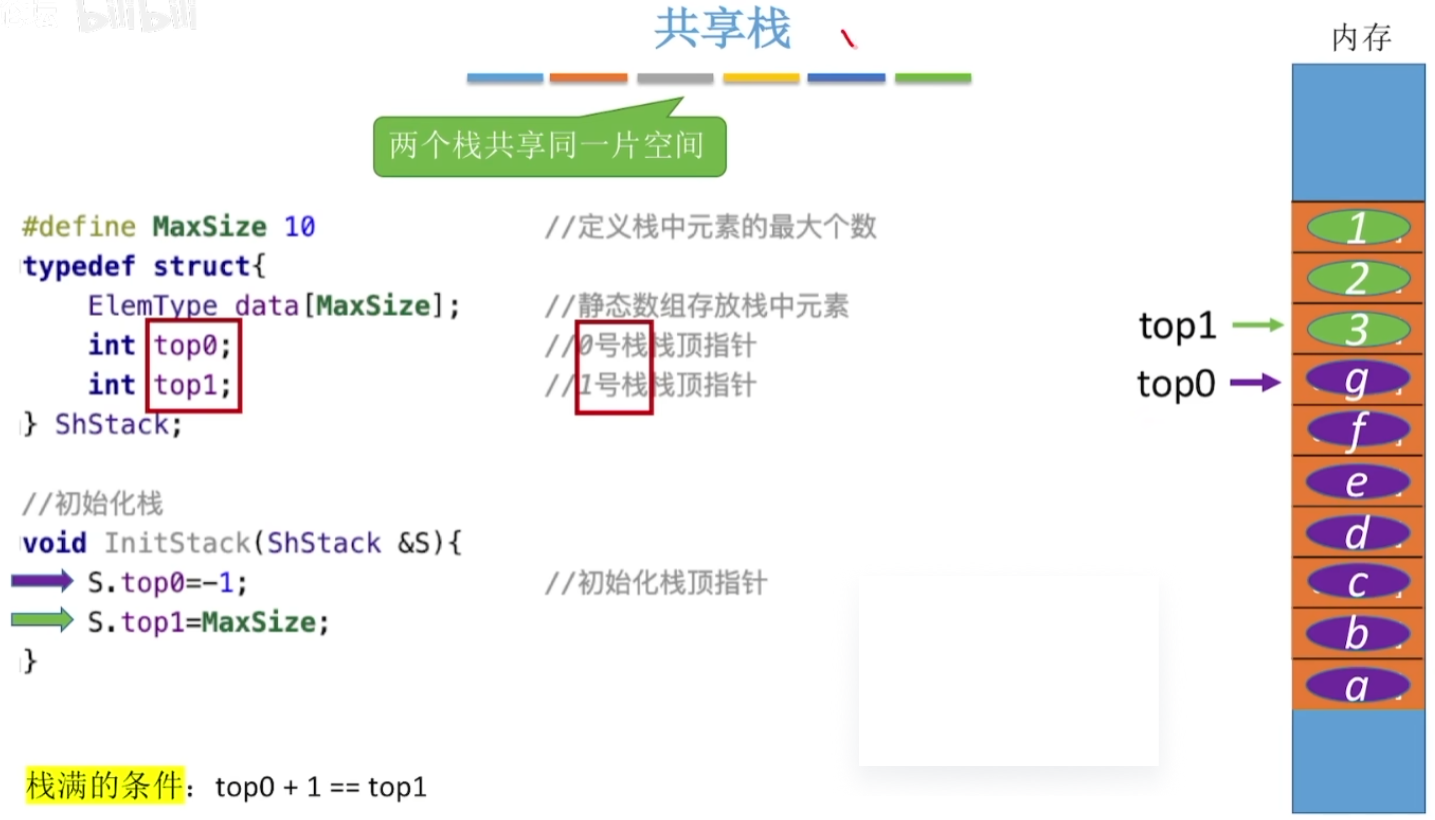 bilibili
共享栈
内存
两个栈共享同一片空间
#define MaxSize 10 //定义栈中元素的最大个数
typedef struct{
ElemType data[MaxSize]; //静态数组存放栈中元素
int top0; //0号栈栈顶指针
int top1; //1号栈栈顶指针
} ShStack;
//初始化栈
void InitStack(ShStack &S){
S.top0=-1; //初始化栈顶指针
S.top1=MaxSize;
}
栈满的条件：top0 + 1 == top1
1
2
top1
3
top0
g
f
e
d
c
b
a